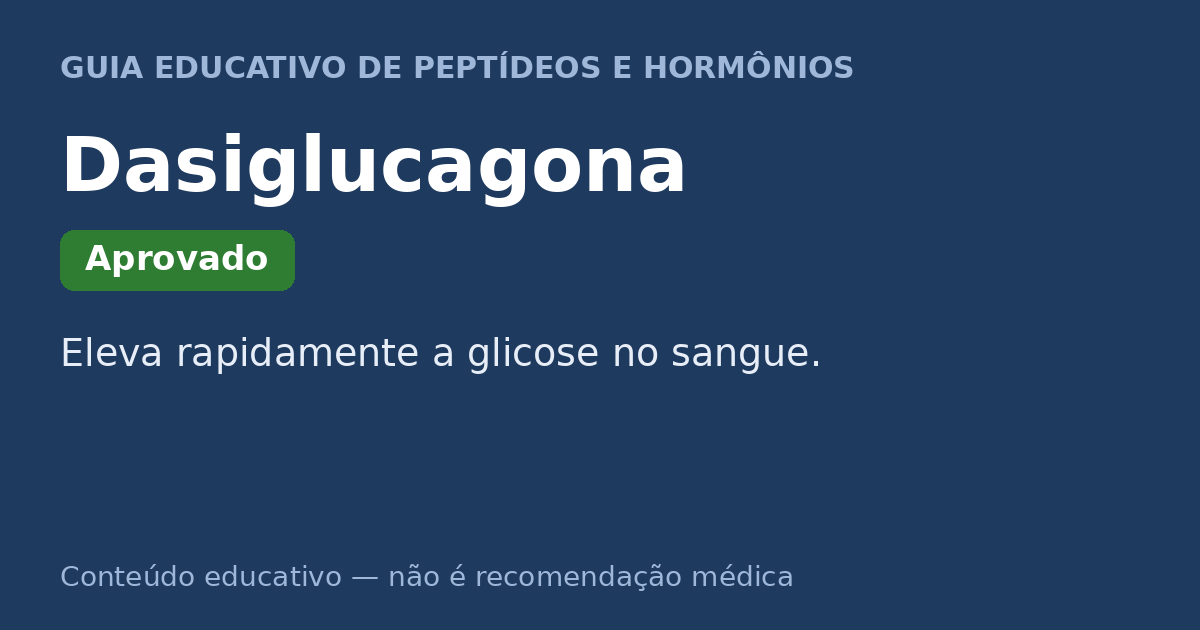 GUIA EDUCATIVO DE PEPTÍDEOS E HORMÔNIOS
Dasiglucagona
Aprovado
Eleva rapidamente a glicose no sangue.
Conteúdo educativo — não é recomendação médica